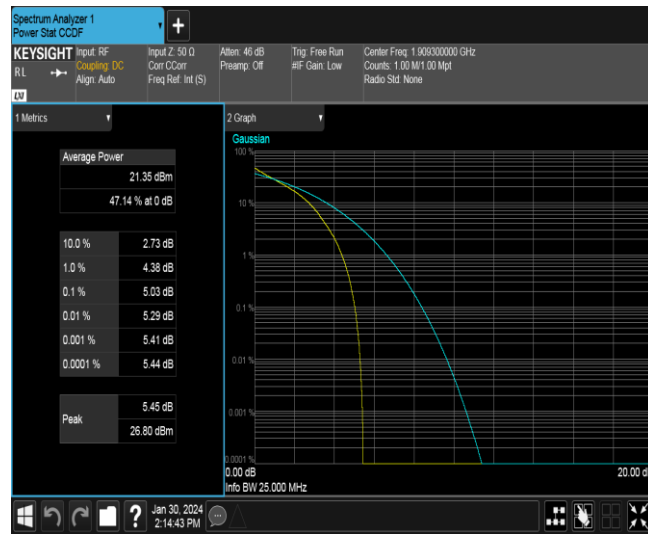 Spectrum Analyzer 1
Power Stat CCDF
+
KEYSIGHT
RL
LXI
Input: RF
Coupling: DC
Align: Auto
Input Z: 50 Ω
Corr CCorr
Freq Ref: Int (S)
Atten: 46 dB
Preamp: Off
Trig: Free Run
#IF Gain: Low
Center Freq: 1.909300000 GHz
Counts: 1.00 M/1.00 Mpt
Radio Std: None
1 Metrics
Average Power
21.35 dBm
47.14 % at 0 dB
10.0 % 2.73 dB
1.0 % 4.38 dB
0.1 % 5.03 dB
0.01 % 5.29 dB
0.001 % 5.41 dB
0.0001 % 5.44 dB
Peak
5.45 dB
26.80 dBm
2 Graph
Gaussian
100 %
10 %
1 %
0.1 %
0.01 %
0.001 %
0.0001 %
0.00 dB
20.00 d
Info BW 25.000 MHz
?
Jan 30, 2024
2:14:43 PM